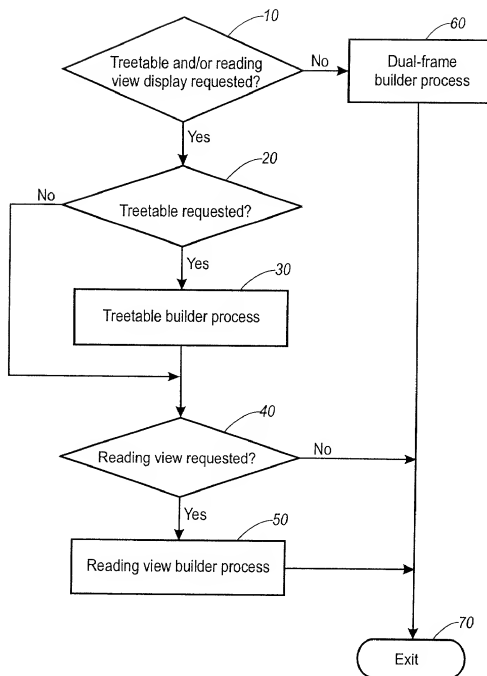 10
Treetable and/or reading
view display requested?
No
60
Dual-frame
builder process
Yes
20
No
Treetable requested?
Yes
30
Treetable builder process
40
Reading view requested?
No
Yes
50
Reading view builder process
70
Exit